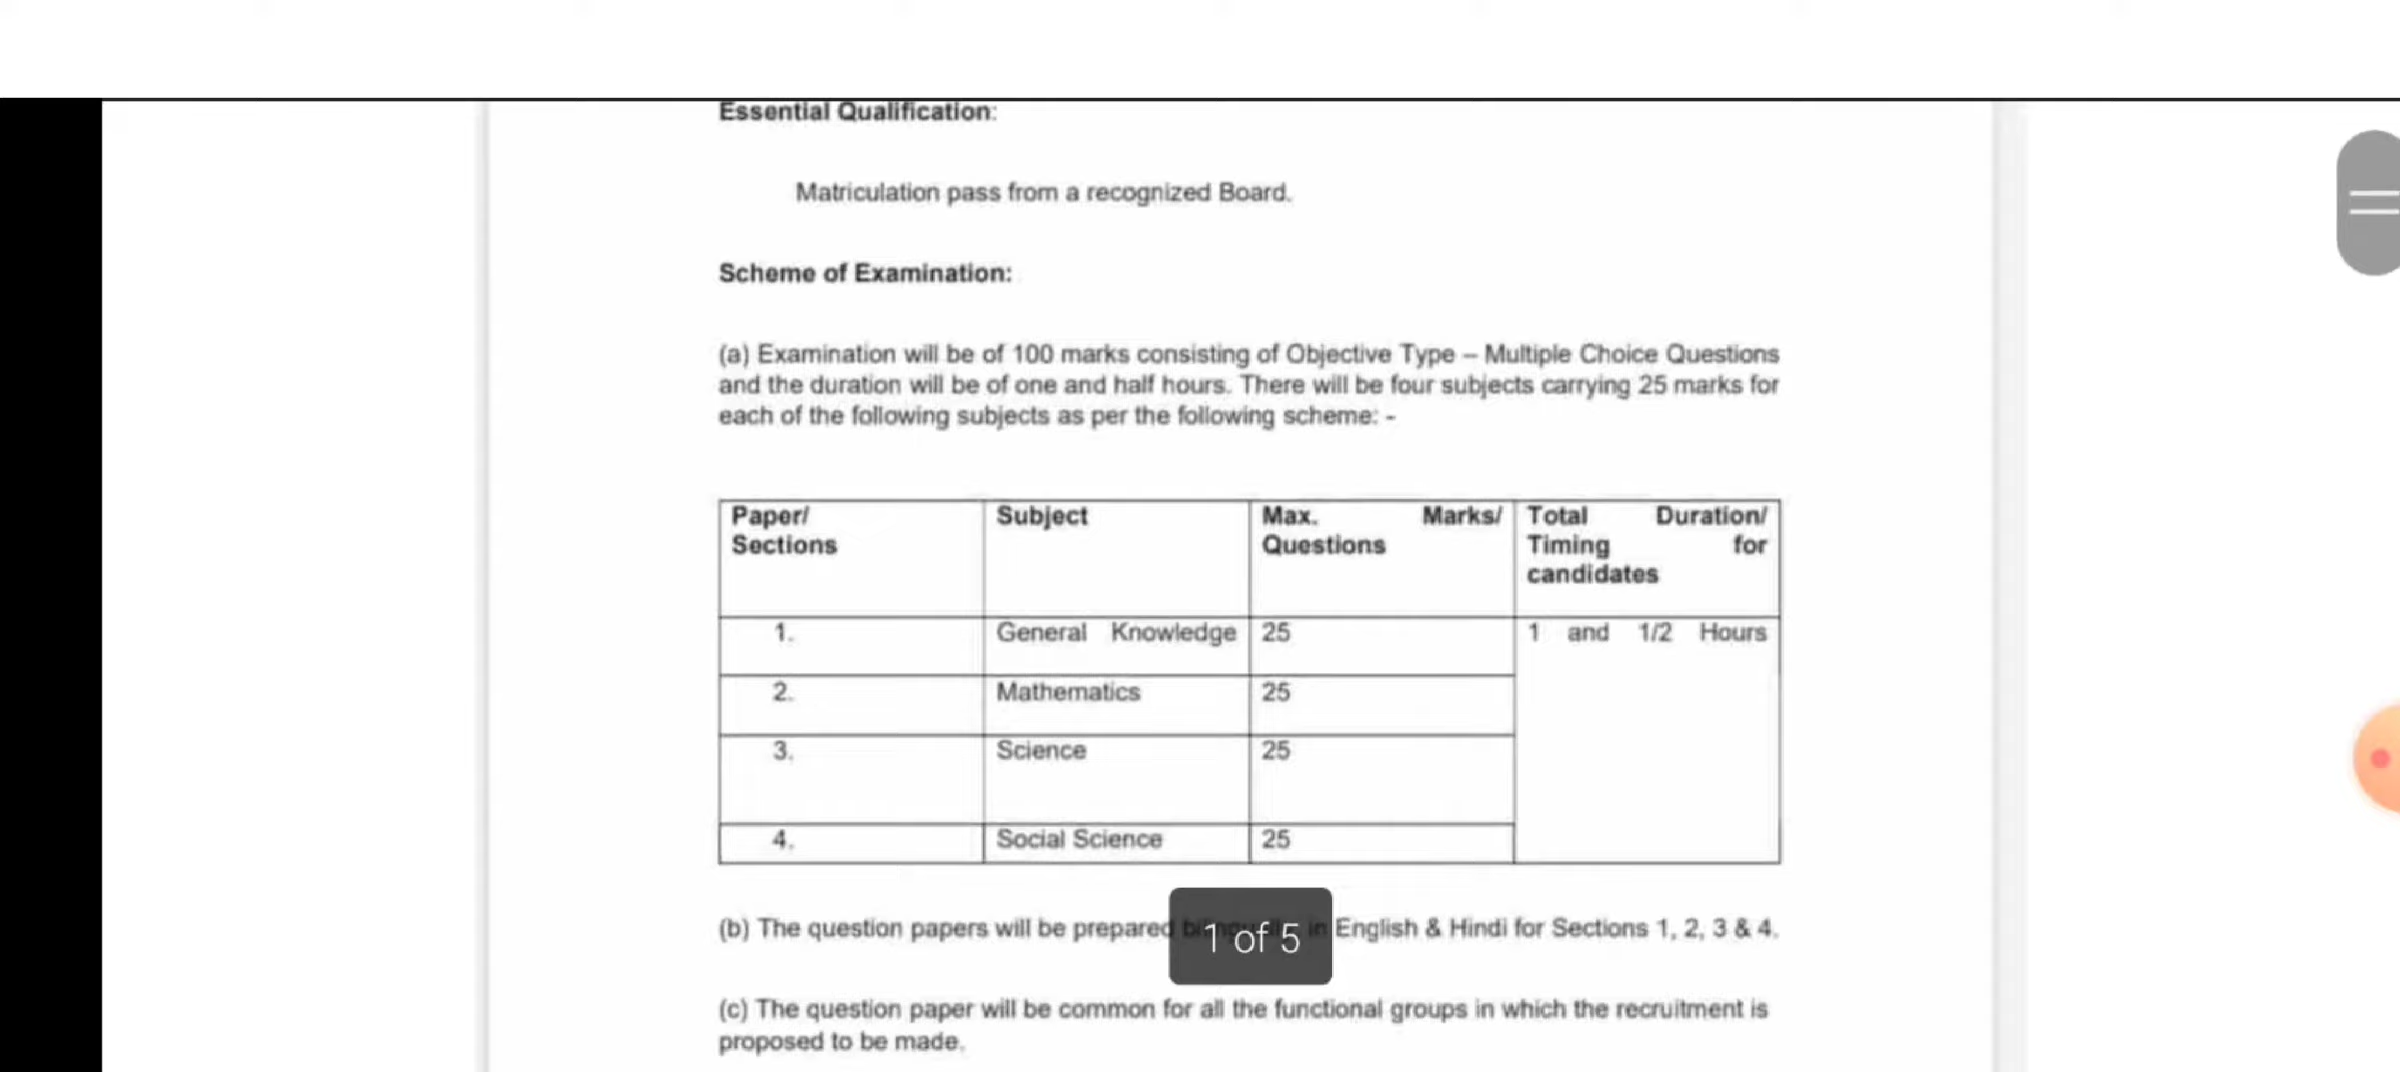 Essential Qualification:
Matriculation pass from a recognized Board.
Scheme of Examination:
(a) Examination will be of 100 marks consisting of Objective Type – Multiple Choice Questions
and the duration will be of one and half hours. There will be four subjects carrying 25 marks for
each of the following subjects as per the following scheme: -
Paper/ Subject Max. Marks/ Total Duration/
Sections Questions Timing for
candidates
1. General Knowledge 25 1 and 1/2 Hours
2. Mathematics 25
3. Science 25
4. Social Science 25
(b) The question papers will be prepared in English & Hindi for Sections 1, 2, 3 & 4.
1 of 5
(c) The question paper will be common for all the functional groups in which the recruitment is
proposed to be made.